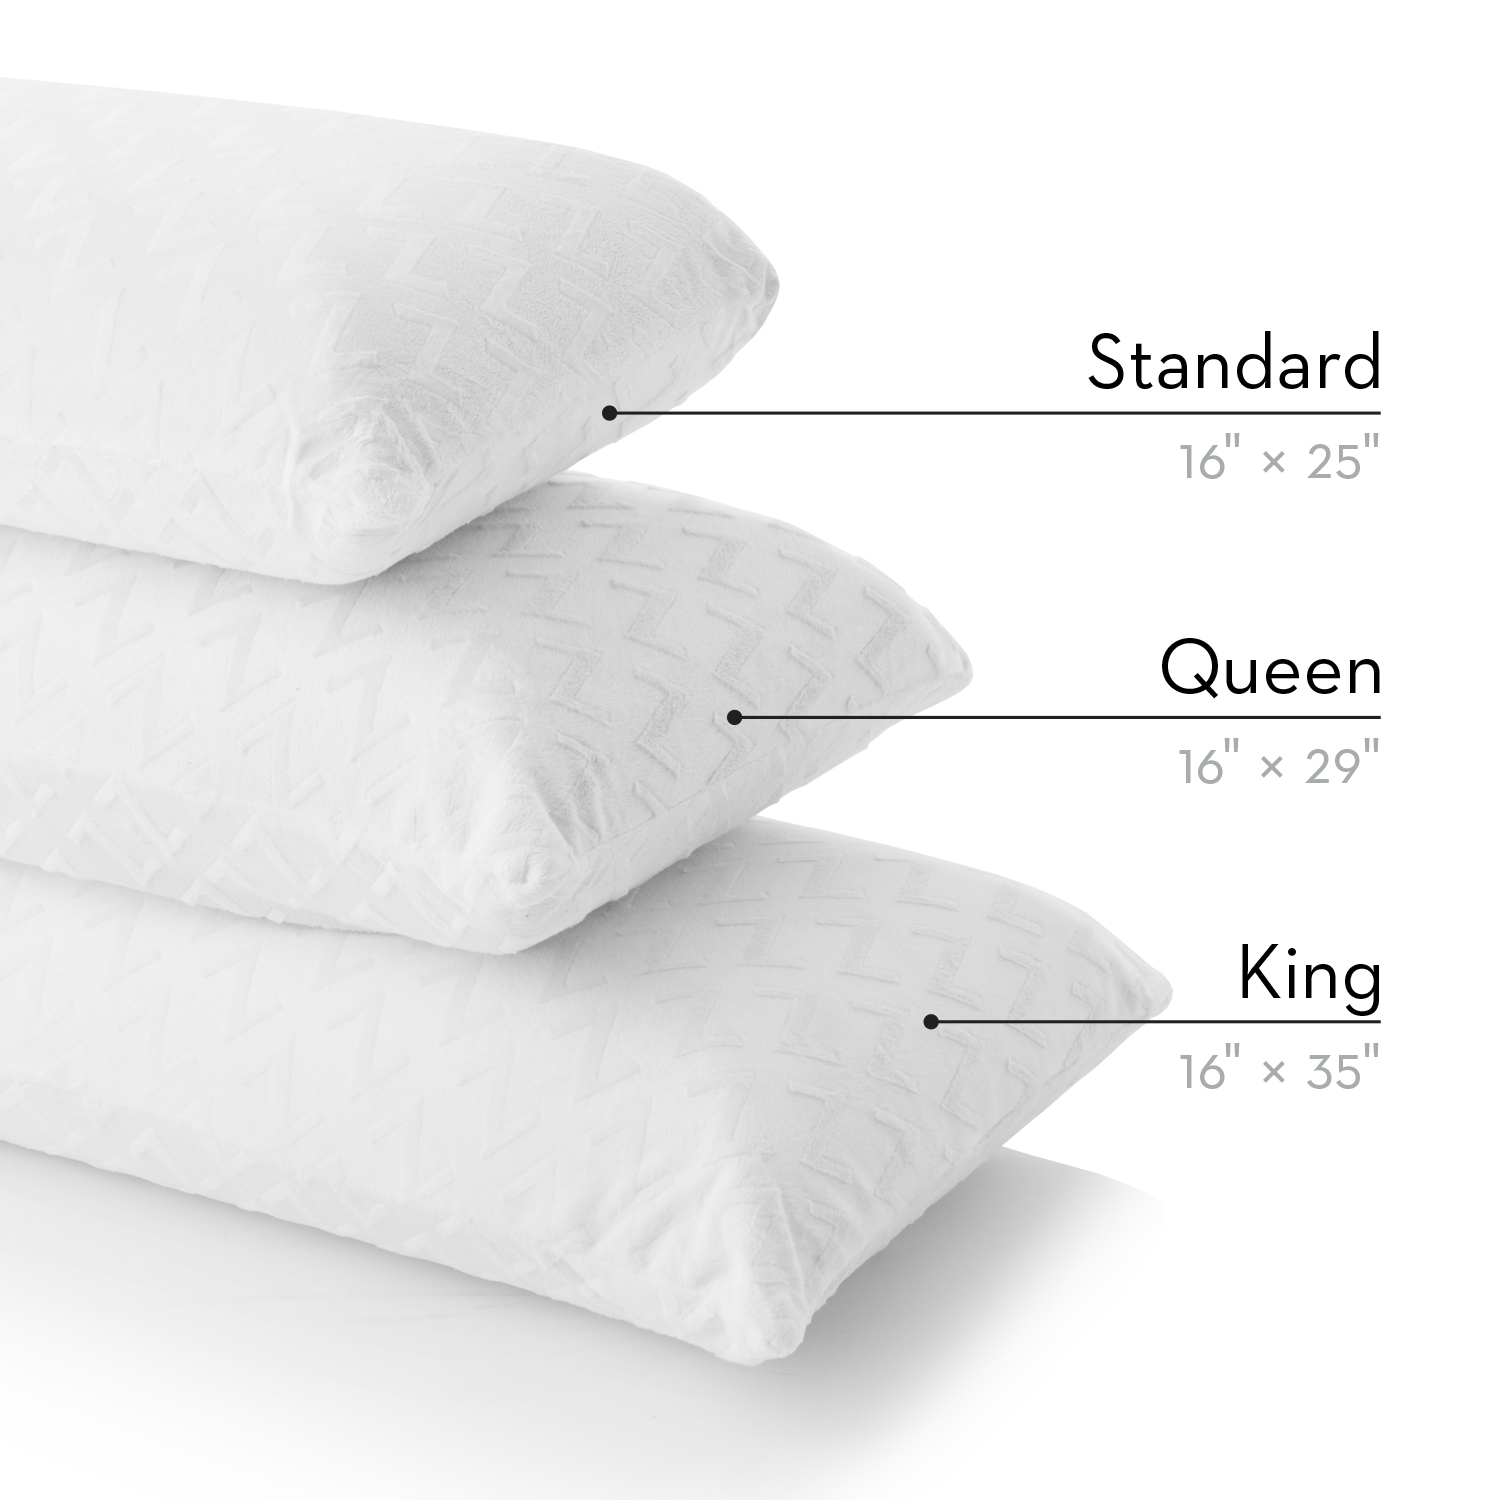 Standard
16" × 25"
Queen
16" × 29"
King
16" × 35"